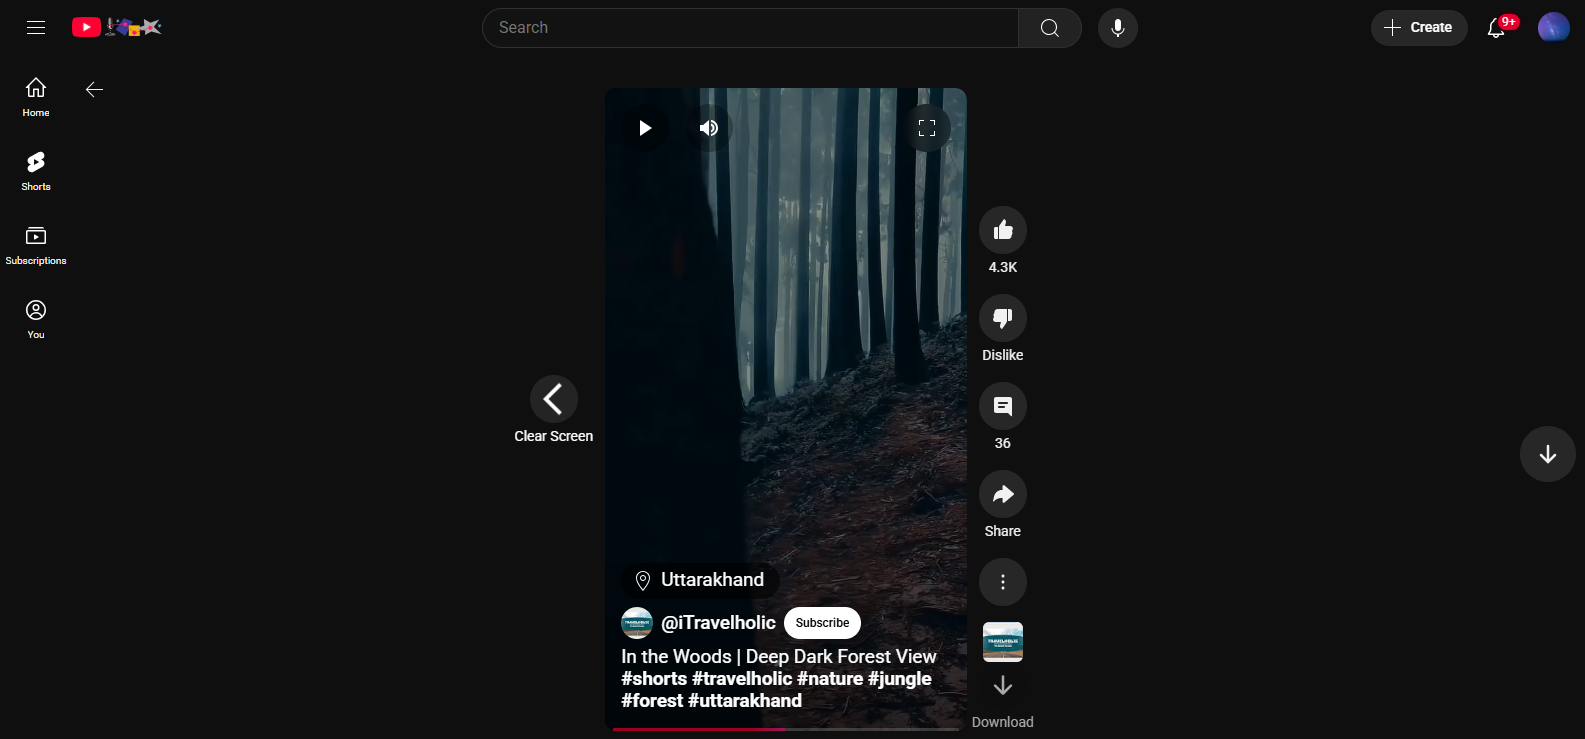 Search
Create
9+
Home
Shorts
Subscriptions
You
Clear Screen
4.3K
Dislike
36
Share
Download
Uttarakhand
@iTravelholic
Subscribe
In the Woods | Deep Dark Forest View
#shorts #travelholic #nature #jungle
#forest #uttarakhand